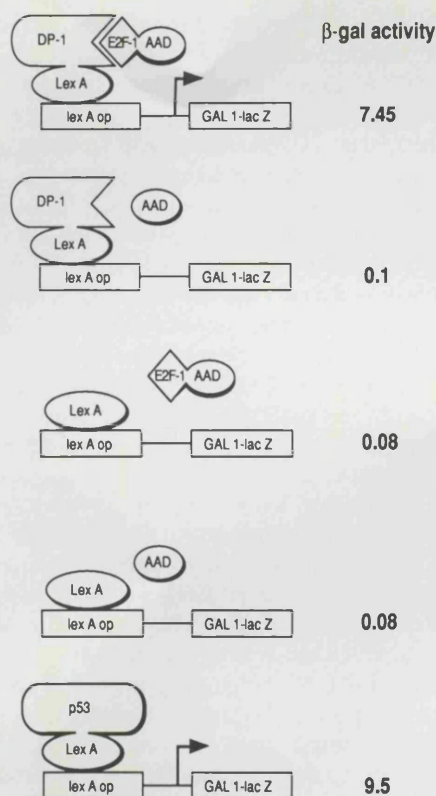 β-gal activity
DP-1 E2F-1 AAD
Lex A
lex A op GAL 1-lac Z 7.45
DP-1 AAD
Lex A
lex A op GAL 1-lac Z 0.1
E2F-1 AAD
Lex A
lex A op GAL 1-lac Z 0.08
AAD
Lex A
lex A op GAL 1-lac Z 0.08
p53
Lex A
lex A op GAL 1-lac Z 9.5